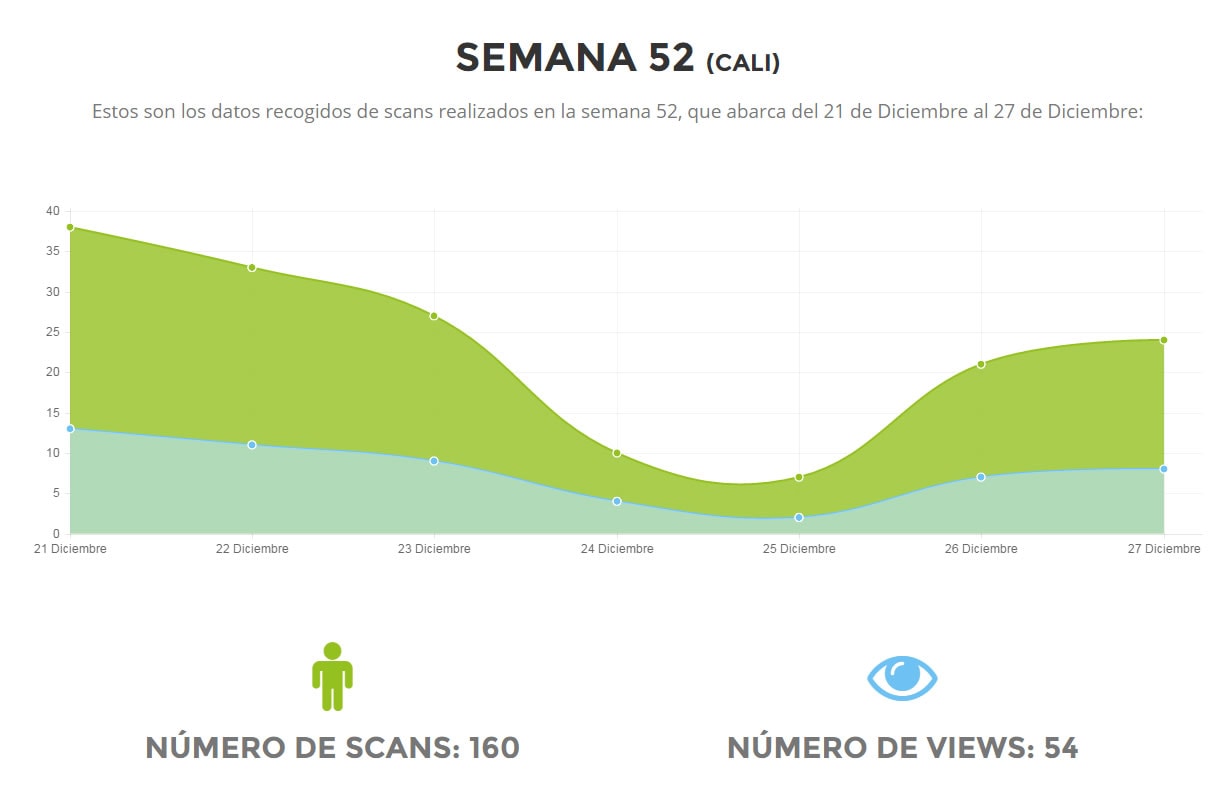 SEMANA 52 (CALI)
Estos son los datos recogidos de scans realizados en la semana 52, que abarca del 21 de Diciembre al 27 de Diciembre:
40
35
30
25
20
15
10
5
0
21 Diciembre 22 Diciembre 23 Diciembre 24 Diciembre 25 Diciembre 26 Diciembre 27 Diciembre
NÚMERO DE SCANS: 160 NÚMERO DE VIEWS: 54